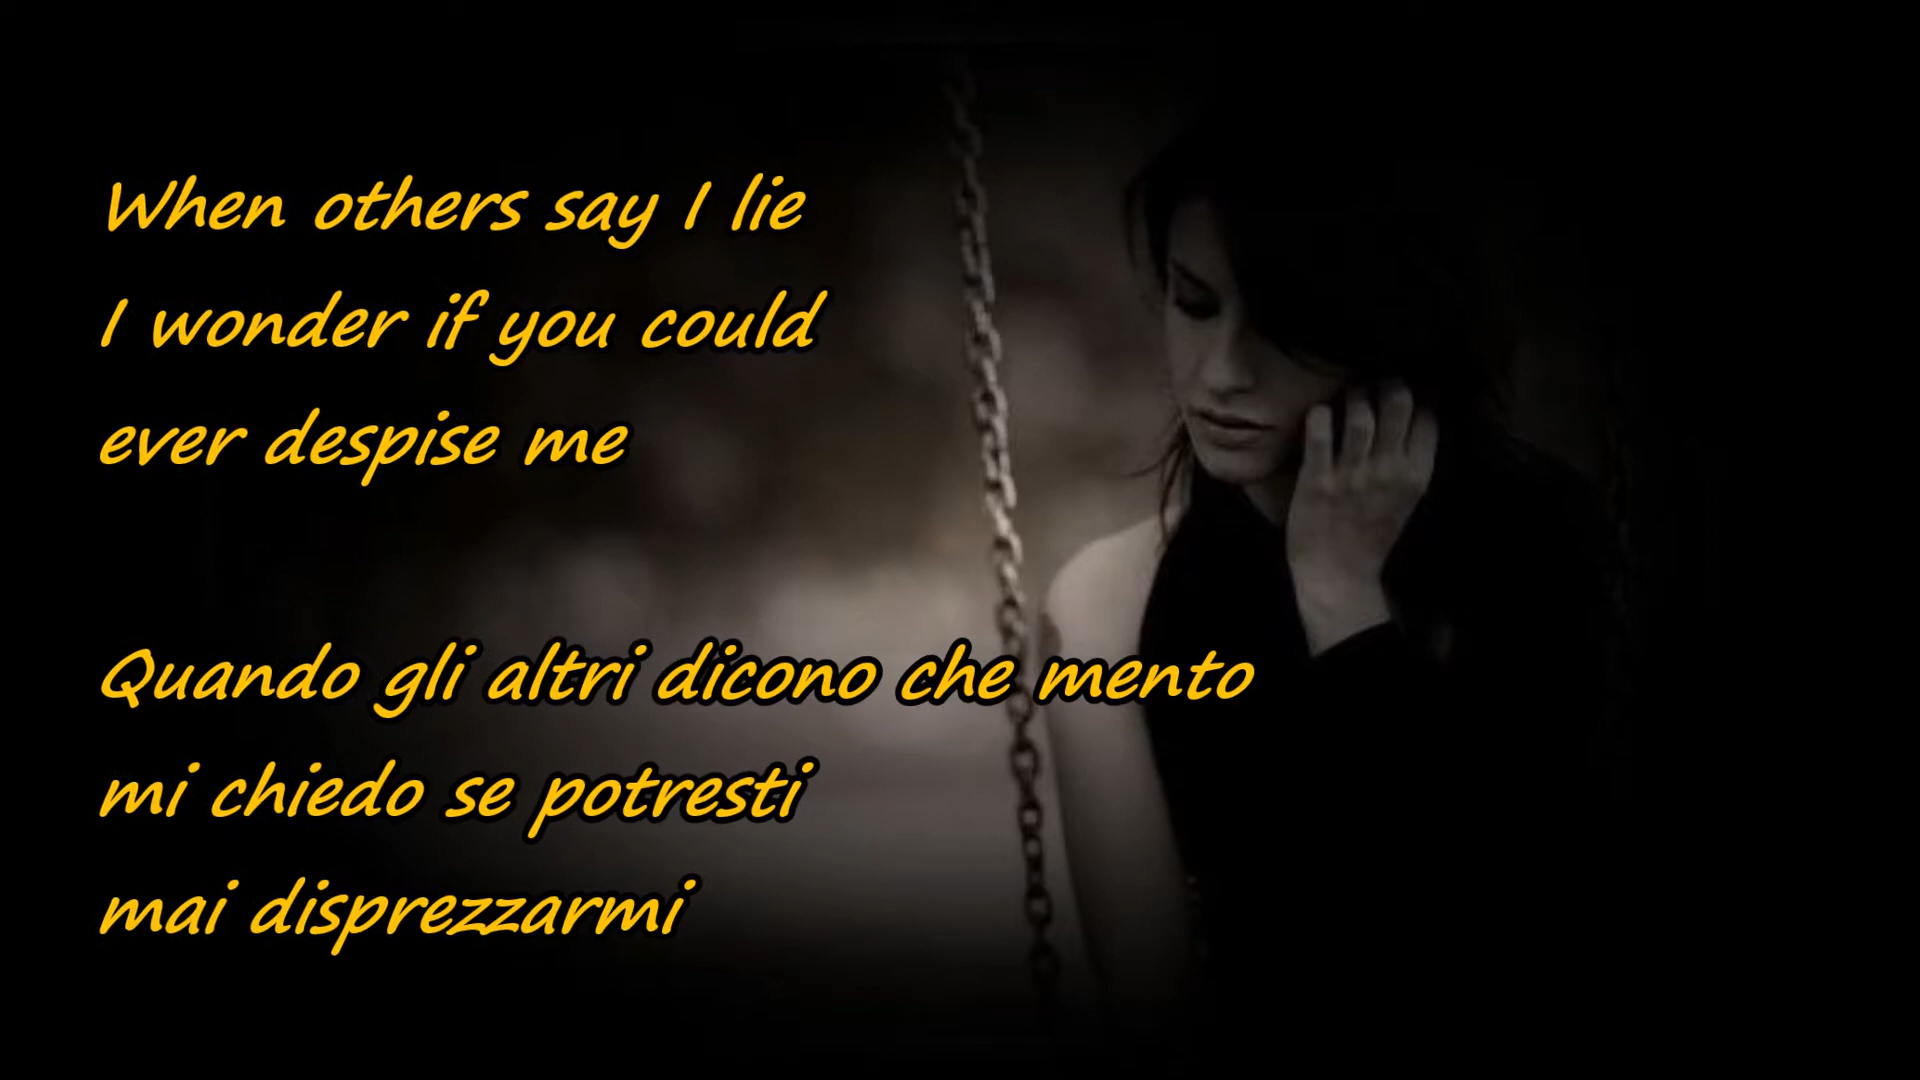 When others say I lie
I wonder if you could
ever despise me
Quando gli altri dicono che mento
mi chiedo se potresti
mai disprezzarmi